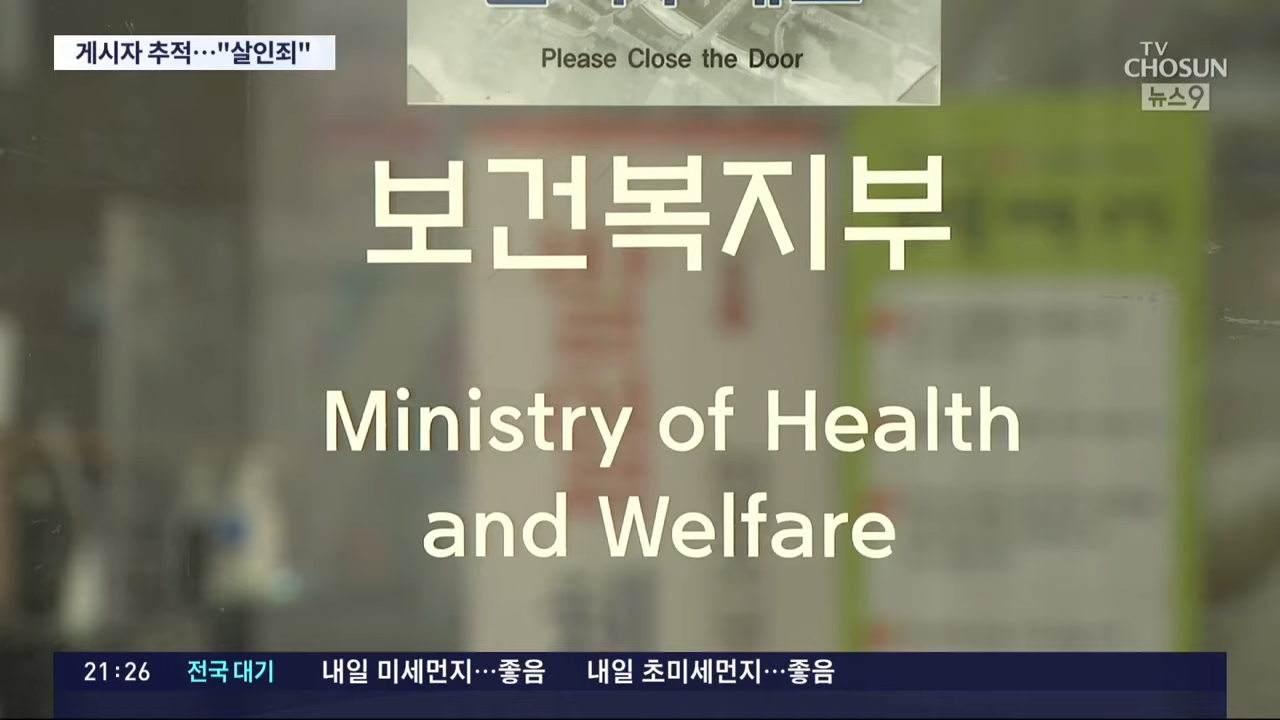 게시자 추적…"살인죄"
Please Close the Door
TV
CHOSUN
뉴스9
보건복지부
Ministry of Health
and Welfare
21:26 전국 대기 내일 미세먼지…좋음 내일 초미세먼지…좋음